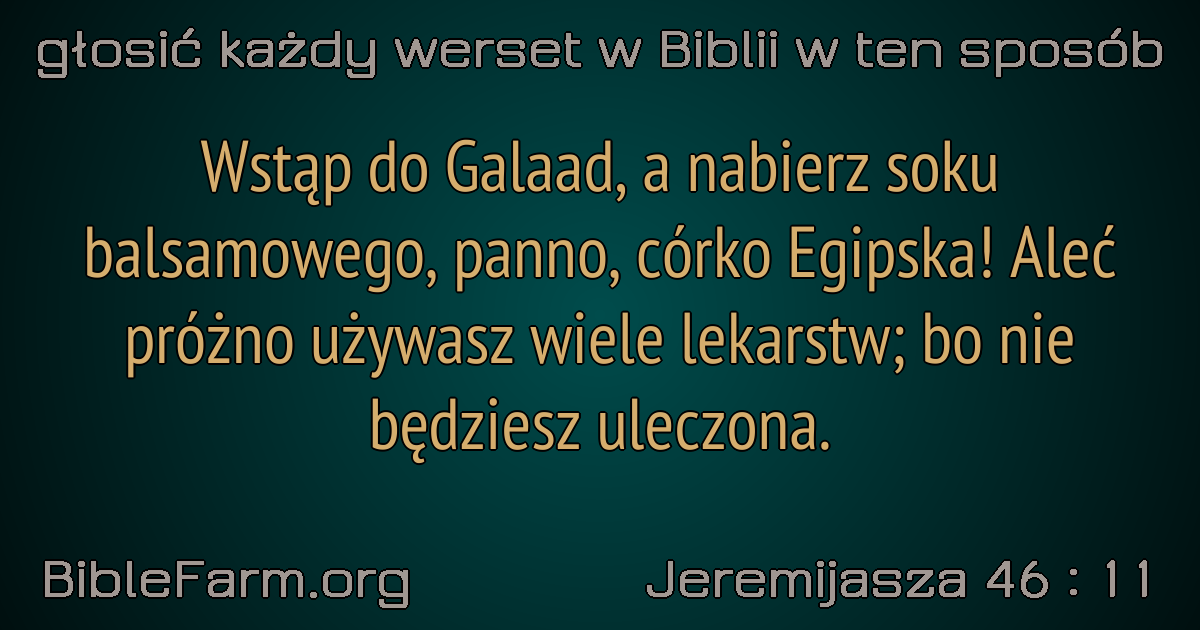 głosić każdy werset w Biblii w ten sposób
Wstąp do Galaad, a nabierz soku
balsamowego, panno, córko Egipska! Aleć
próżno używasz wiele lekarstw; bo nie
będziesz uleczona.
BibleFarm.org
Jeremijasza 46 : 11